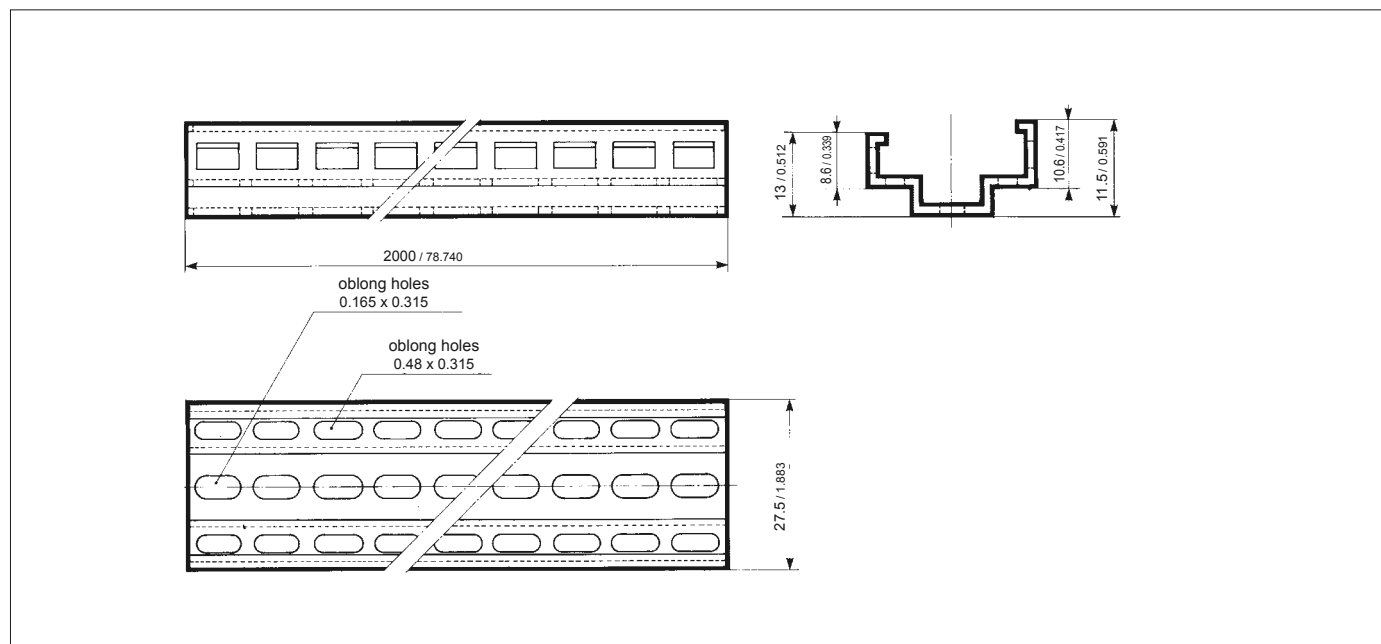 13 / 0.512
8.6 / 0.339
10.6 / 0.417
11.5 / 0.591
2000 / 78.740
oblong holes
0.165 x 0.315
oblong holes
0.48 x 0.315
27.5 / 1.883